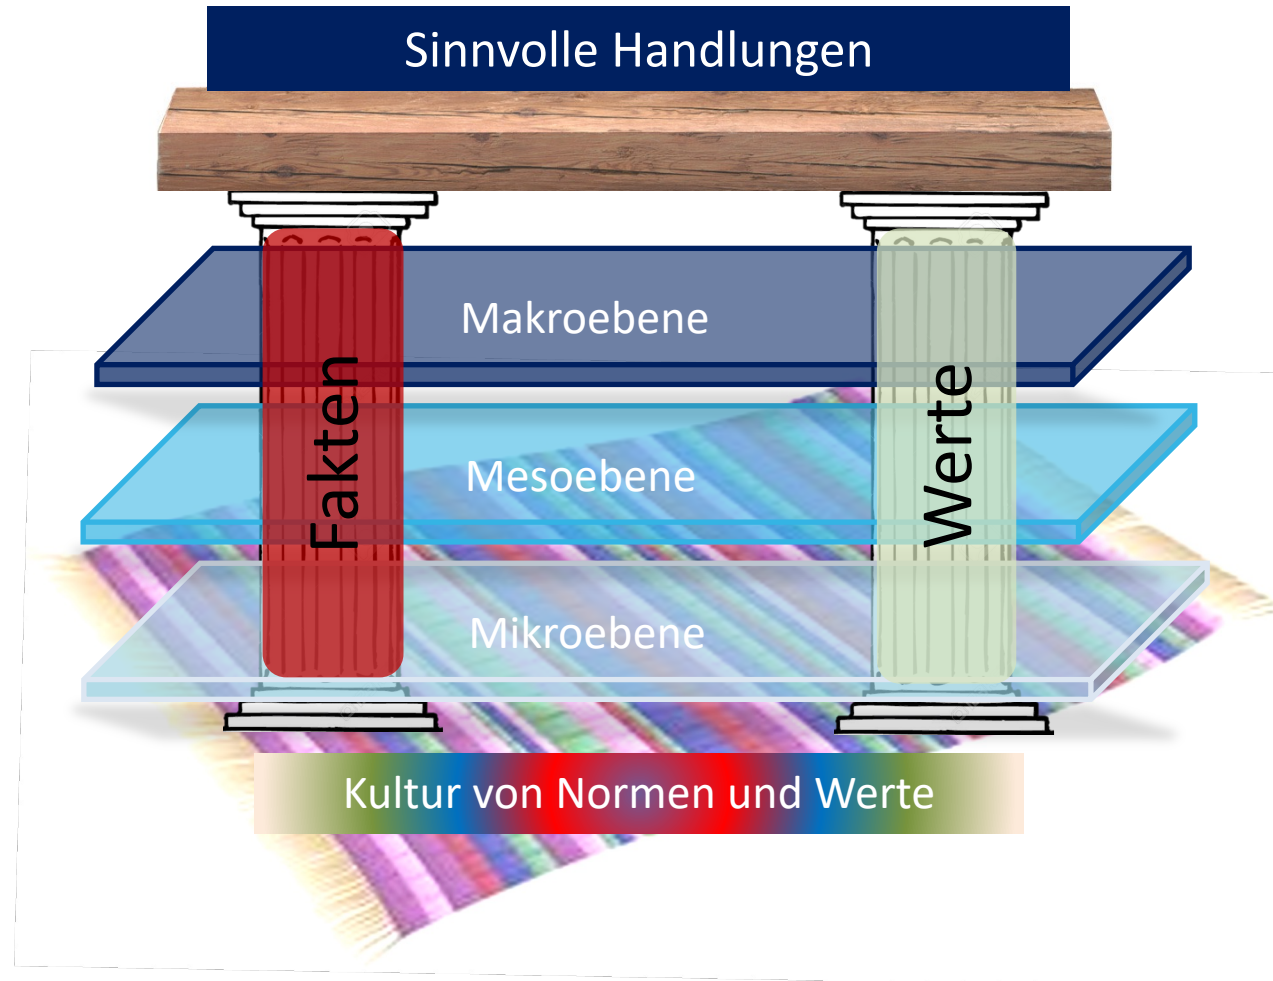 Sinnvolle Handlungen
Makroebene
Fakten
Werte
Mesoebene
Mikroebene
Kultur von Normen und Werte